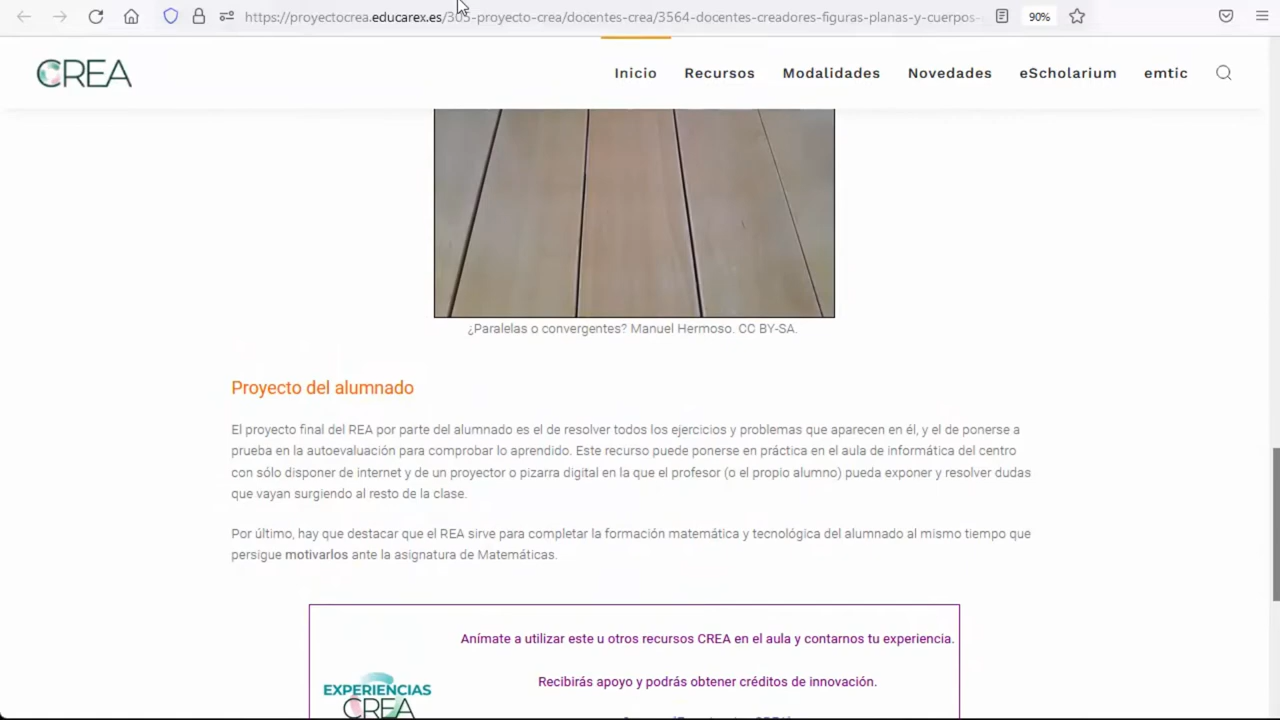 https://proyectocrea.educarex.es/305-proyecto-crea/docentes-crea/3564-docentes-creadores-figuras-planas-y-cuerpos-
90%
CREA
Inicio
Recursos
Modalidades
Novedades
eScholarium
emtic
¿Paralelas o convergentes? Manuel Hermoso. CC BY-SA.
Proyecto del alumnado
El proyecto final del REA por parte del alumnado es el de resolver todos los ejercicios y problemas que aparecen en él, y el de ponerse a
prueba en la autoevaluación para comprobar lo aprendido. Este recurso puede ponerse en práctica en el aula de informática del centro
con sólo disponer de internet y de un proyector o pizarra digital en la que el profesor (o el propio alumno) pueda exponer y resolver dudas
que vayan surgiendo al resto de la clase.
Por último, hay que destacar que el REA sirve para completar la formación matemática y tecnológica del alumnado al mismo tiempo que
persigue motivarlos ante la asignatura de Matemáticas.
Anímate a utilizar este u otros recursos CREA en el aula y contarnos tu experiencia.
Recibirás apoyo y podrás obtener créditos de innovación.
EXPERIENCIAS
CREA